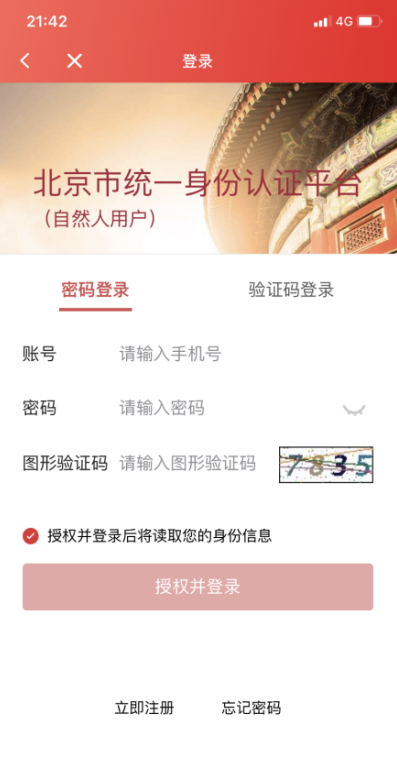 21:42
4G
登录
北京市统一身份认证平台
（自然人用户）
密码登录 验证码登录
账号 请输入手机号
密码 请输入密码
图形验证码 请输入图形验证码 7835
授权并登录后将读取您的身份信息
授权并登录
立即注册 忘记密码